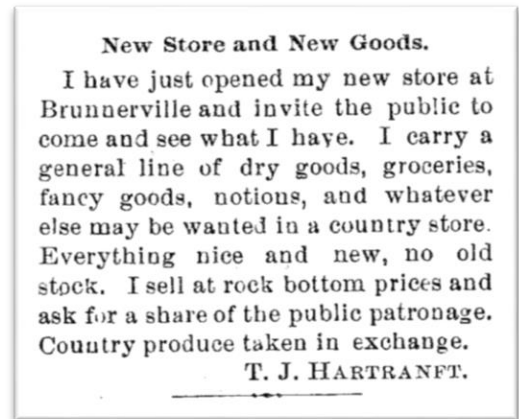 New Store and New Goods.
I have just opened my new store at
Brunnerville and invite the public to
come and see what I have. I carry a
general line of dry goods, groceries,
fancy goods, notions, and whatever
else may be wanted in a country store.
Everything nice and new, no old
stock. I sell at rock bottom prices and
ask for a share of the public patronage.
Country produce taken in exchange.
T. J. HARTRANFT.